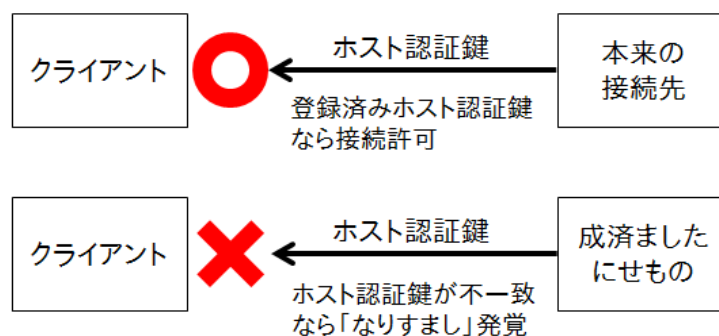 クライアント
ホスト認証鍵
本来の
接続先
登録済みホスト認証鍵
なら接続許可
クライアント
ホスト認証鍵
成済ました
にせもの
ホスト認証鍵が不一致
なら「なりすまし」発覚